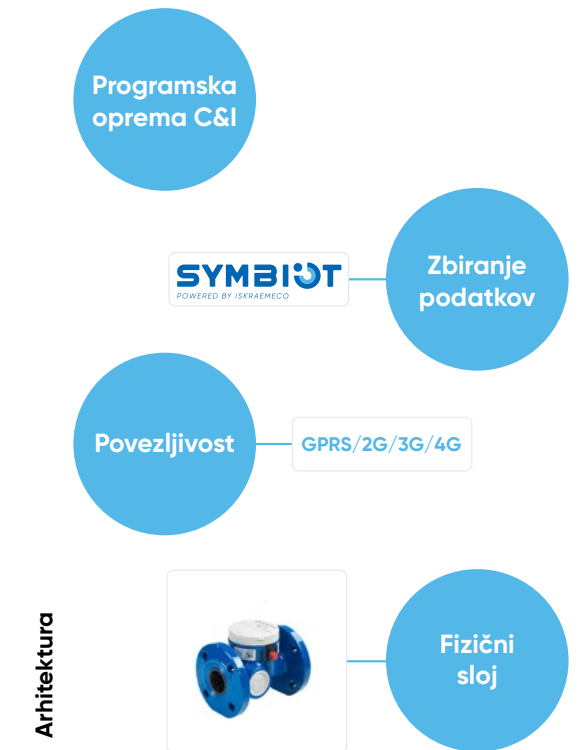 Programska
oprema C&I
SYMBIOT
POWERED BY ISKRAEMECO
Zbiranje
podatkov
Povezljivost
GPRS/2G/3G/4G
Arhitektura
Fizični
sloj